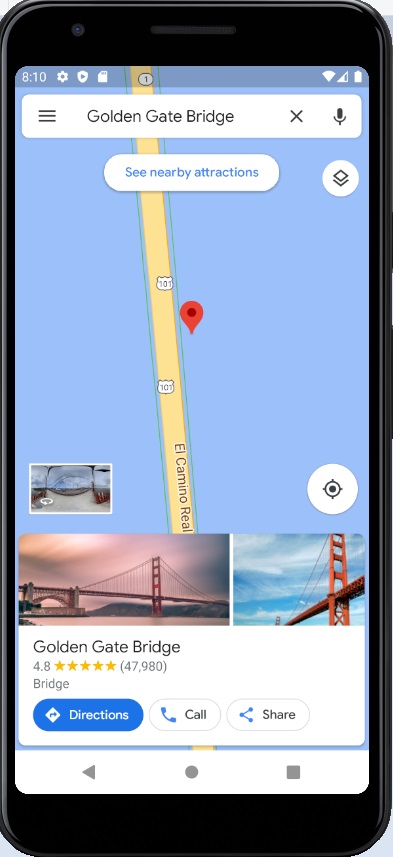 8:10
1
Golden Gate Bridge
See nearby attractions
101
101
El Camino Real
Golden Gate Bridge
4.8 (47,980)
Bridge
Directions
Call
Share